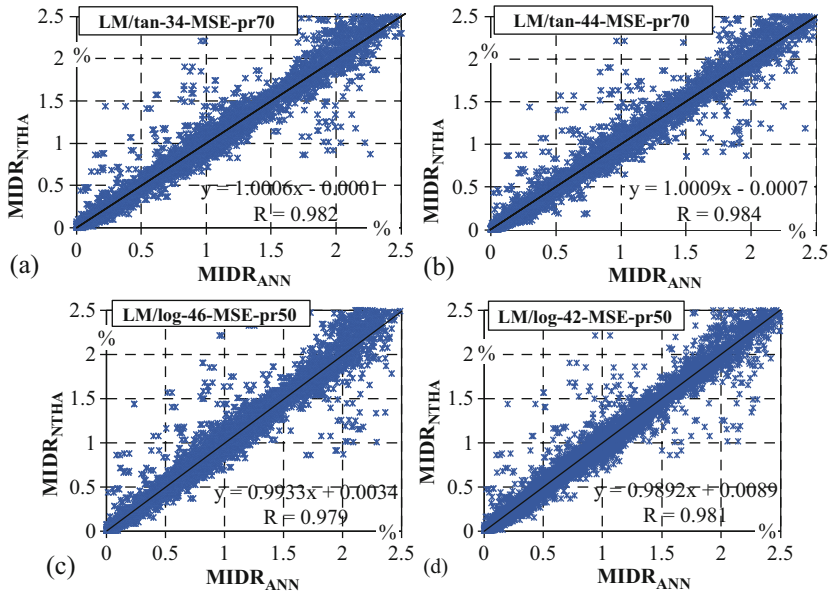 LM/tan-34-MSE-pr70
2.5
%
2
1.5
1
0.5
0
MIDR_NTHA
y = 1.0006x - 0.0001
R = 0.982
%
0 0.5 1 1.5 2 2.5
MIDR_ANN
(a)
LM/tan-44-MSE-pr70
2.5
%
2
1.5
1
0.5
0
MIDR_NTHA
y = 1.0009x - 0.0007
R = 0.984
%
0 0.5 1 1.5 2 2.5
MIDR_ANN
(b)
LM/log-46-MSE-pr50
2.5
%
2
1.5
1
0.5
0
MIDR_NTHA
y = 0.9933x + 0.0034
R = 0.979
%
0 0.5 1 1.5 2 2.5
MIDR_ANN
(c)
LM/log-42-MSE-pr50
2.5
%
2
1.5
1
0.5
0
MIDR_NTHA
y = 0.9892x + 0.0089
R = 0.981
%
0 0.5 1 1.5 2 2.5
MIDR_ANN
(d)